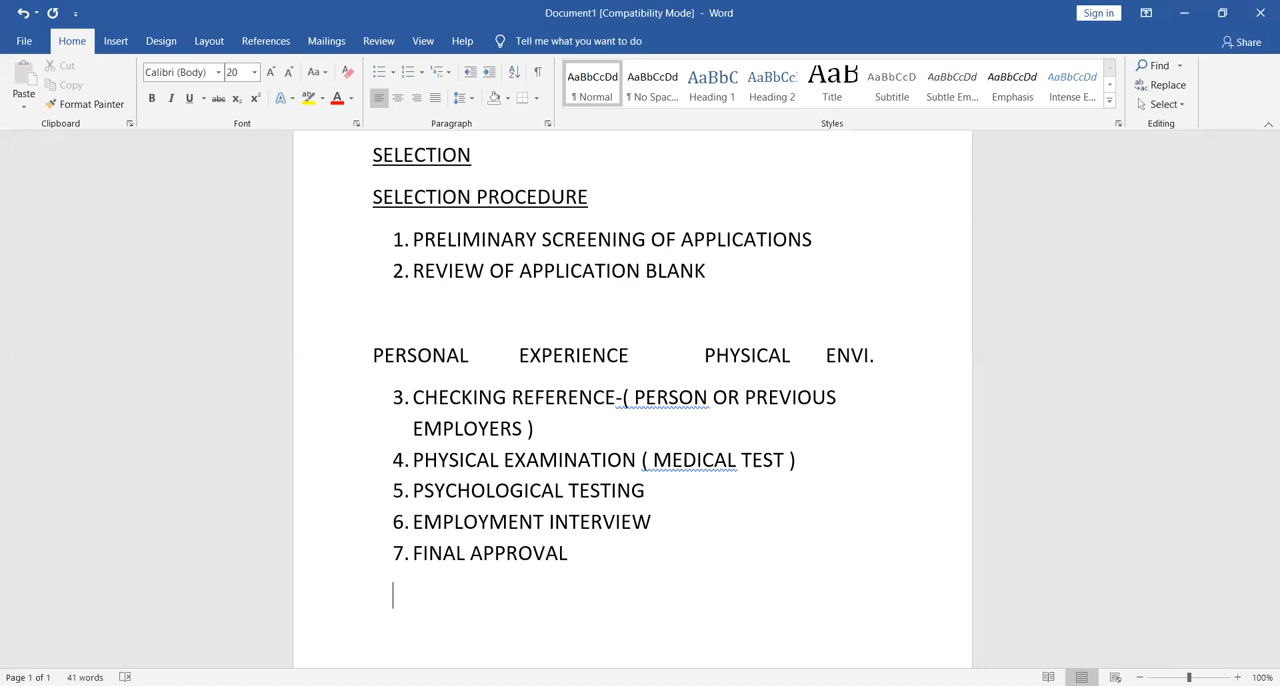 Document1 [Compatibility Mode] - Word
Sign in
File Home Insert Design Layout References Mailings Review View Help Tell me what you want to do Share
Paste
Cut
Copy
Format Painter
Clipboard
Calibri (Body) 20
Font
Paragraph
AaBbCcDd AaBbCcDd AaBbC AaBbCc AaB AaBbCcD AaBbCcDd AaBbCcDd AaBbCcDd
¶ Normal ¶ No Spac... Heading 1 Heading 2 Title Subtitle Subtle Em... Emphasis Intense E...
Styles
Find
Replace
Select
Editing
SELECTION
SELECTION PROCEDURE
1. PRELIMINARY SCREENING OF APPLICATIONS
2. REVIEW OF APPLICATION BLANK
PERSONAL EXPERIENCE PHYSICAL ENVI.
3. CHECKING REFERENCE-( PERSON OR PREVIOUS
EMPLOYERS )
4. PHYSICAL EXAMINATION ( MEDICAL TEST )
5. PSYCHOLOGICAL TESTING
6. EMPLOYMENT INTERVIEW
7. FINAL APPROVAL
Page 1 of 1 41 words 100%